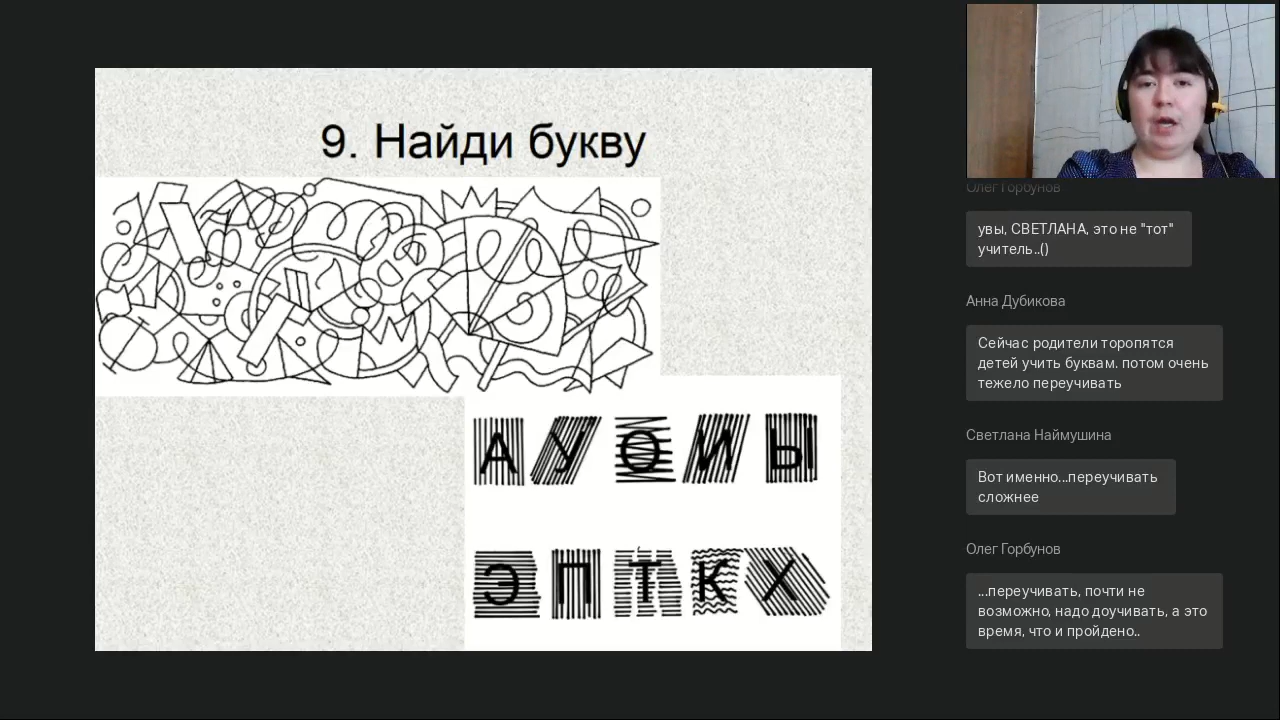 9. Найди букву
А У О И Ы
Э П Т К Х
Олег Горбунов
увы, СВЕТЛАНА, это не "тот"
учитель..()
Анна Дубикова
Сейчас родители торопятся
детей учить буквам. потом очень
тежело переучивать
Светлана Наймушина
Вот именно...переучивать
сложнее
Олег Горбунов
...переучивать, почти не
возможно, надо доучивать, а это
время, что и пройдено..